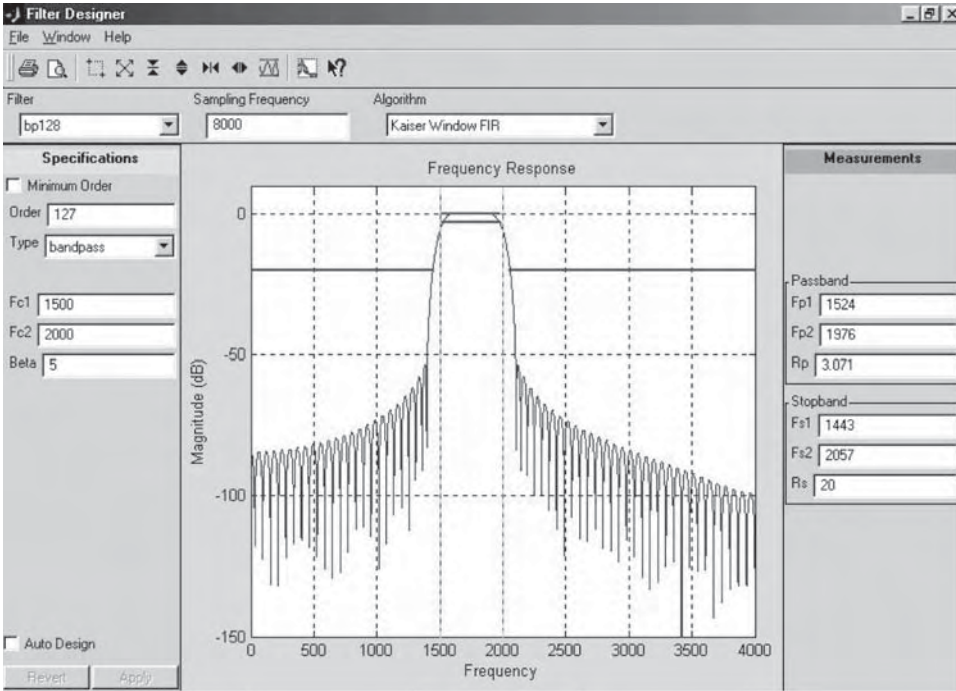 Filter Designer
File Window Help
Filter
Sampling Frequency
Algorithm
bp128
8000
Kaiser Window FIR
Specifications
Minimum Order
Order 127
Type bandpass
Fc1 1500
Fc2 2000
Beta 5
Auto Design
Revert Apply
Frequency Response
Magnitude (dB)
0
-50
-100
-150
0 500 1000 1500 2000 2500 3000 3500 4000
Frequency
Measurements
Passband
Fp1 1524
Fp2 1976
Rp 3.071
Stopband
Fs1 1443
Fs2 2057
Rs 20